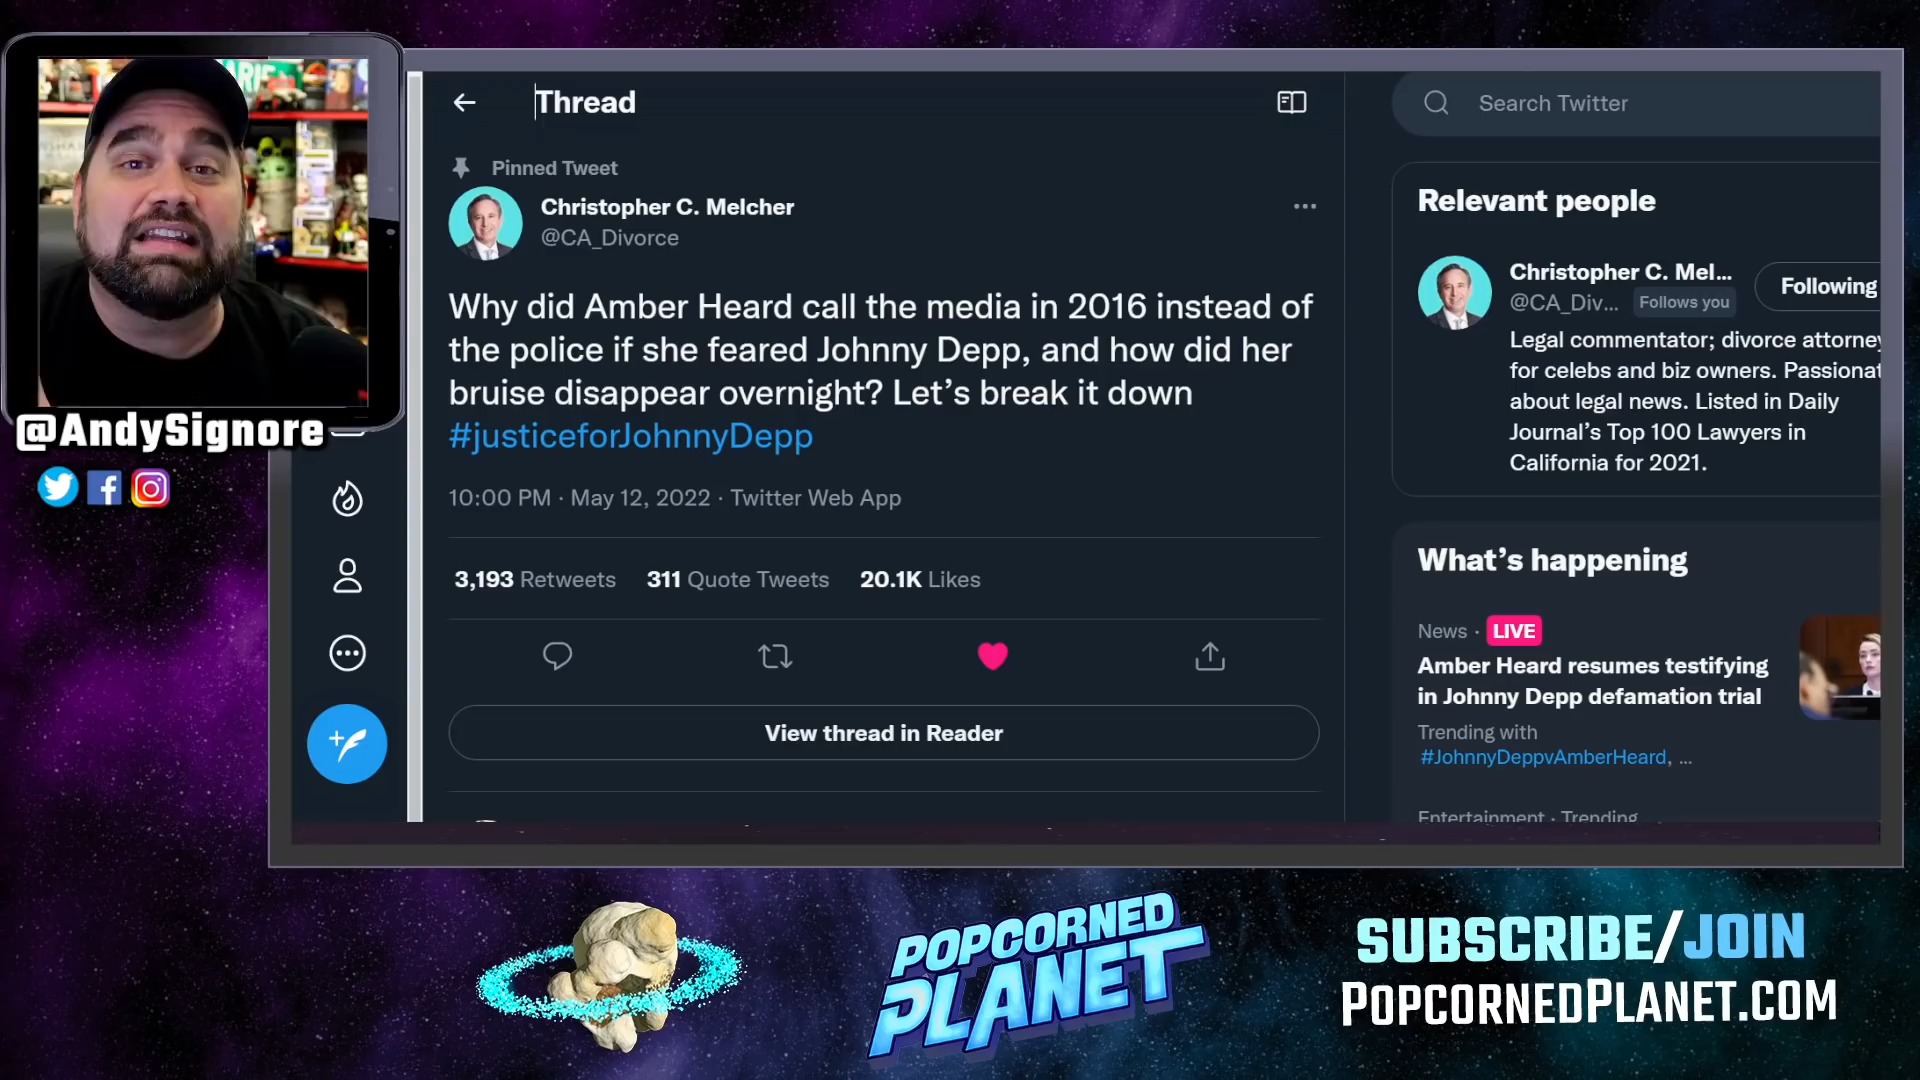 @AndySignore
Thread
Pinned Tweet
Christopher C. Melcher
@CA_Divorce
Why did Amber Heard call the media in 2016 instead of
the police if she feared Johnny Depp, and how did her
bruise disappear overnight? Let’s break it down
#justiceforJohnnyDepp
10:00 PM · May 12, 2022 · Twitter Web App
3,193 Retweets 311 Quote Tweets 20.1K Likes
View thread in Reader
Search Twitter
Relevant people
Christopher C. Mel...
@CA_Div... Follows you
Following
Legal commentator; divorce attorney
for celebs and biz owners. Passionat
about legal news. Listed in Daily
Journal’s Top 100 Lawyers in
California for 2021.
What’s happening
News · LIVE
Amber Heard resumes testifying
in Johnny Depp defamation trial
Trending with
#JohnnyDeppvAmberHeard, ...
Entertainment · Trending
POPCORNED
PLANET
SUBSCRIBE/JOIN
POPCORNEDPLANET.COM